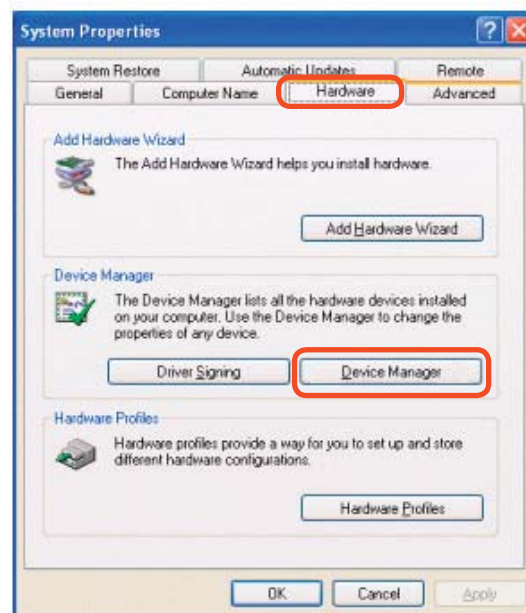 System Properties
System Restore Automatic Updates Remote
General Computer Name Hardware Advanced
Add Hardware Wizard
The Add Hardware Wizard helps you install hardware.
Add Hardware Wizard
Device Manager
The Device Manager lists all the hardware devices installed
on your computer. Use the Device Manager to change the
properties of any device.
Driver Signing Device Manager
Hardware Profiles
Hardware profiles provide a way for you to set up and store
different hardware configurations.
Hardware Profiles
OK Cancel Apply